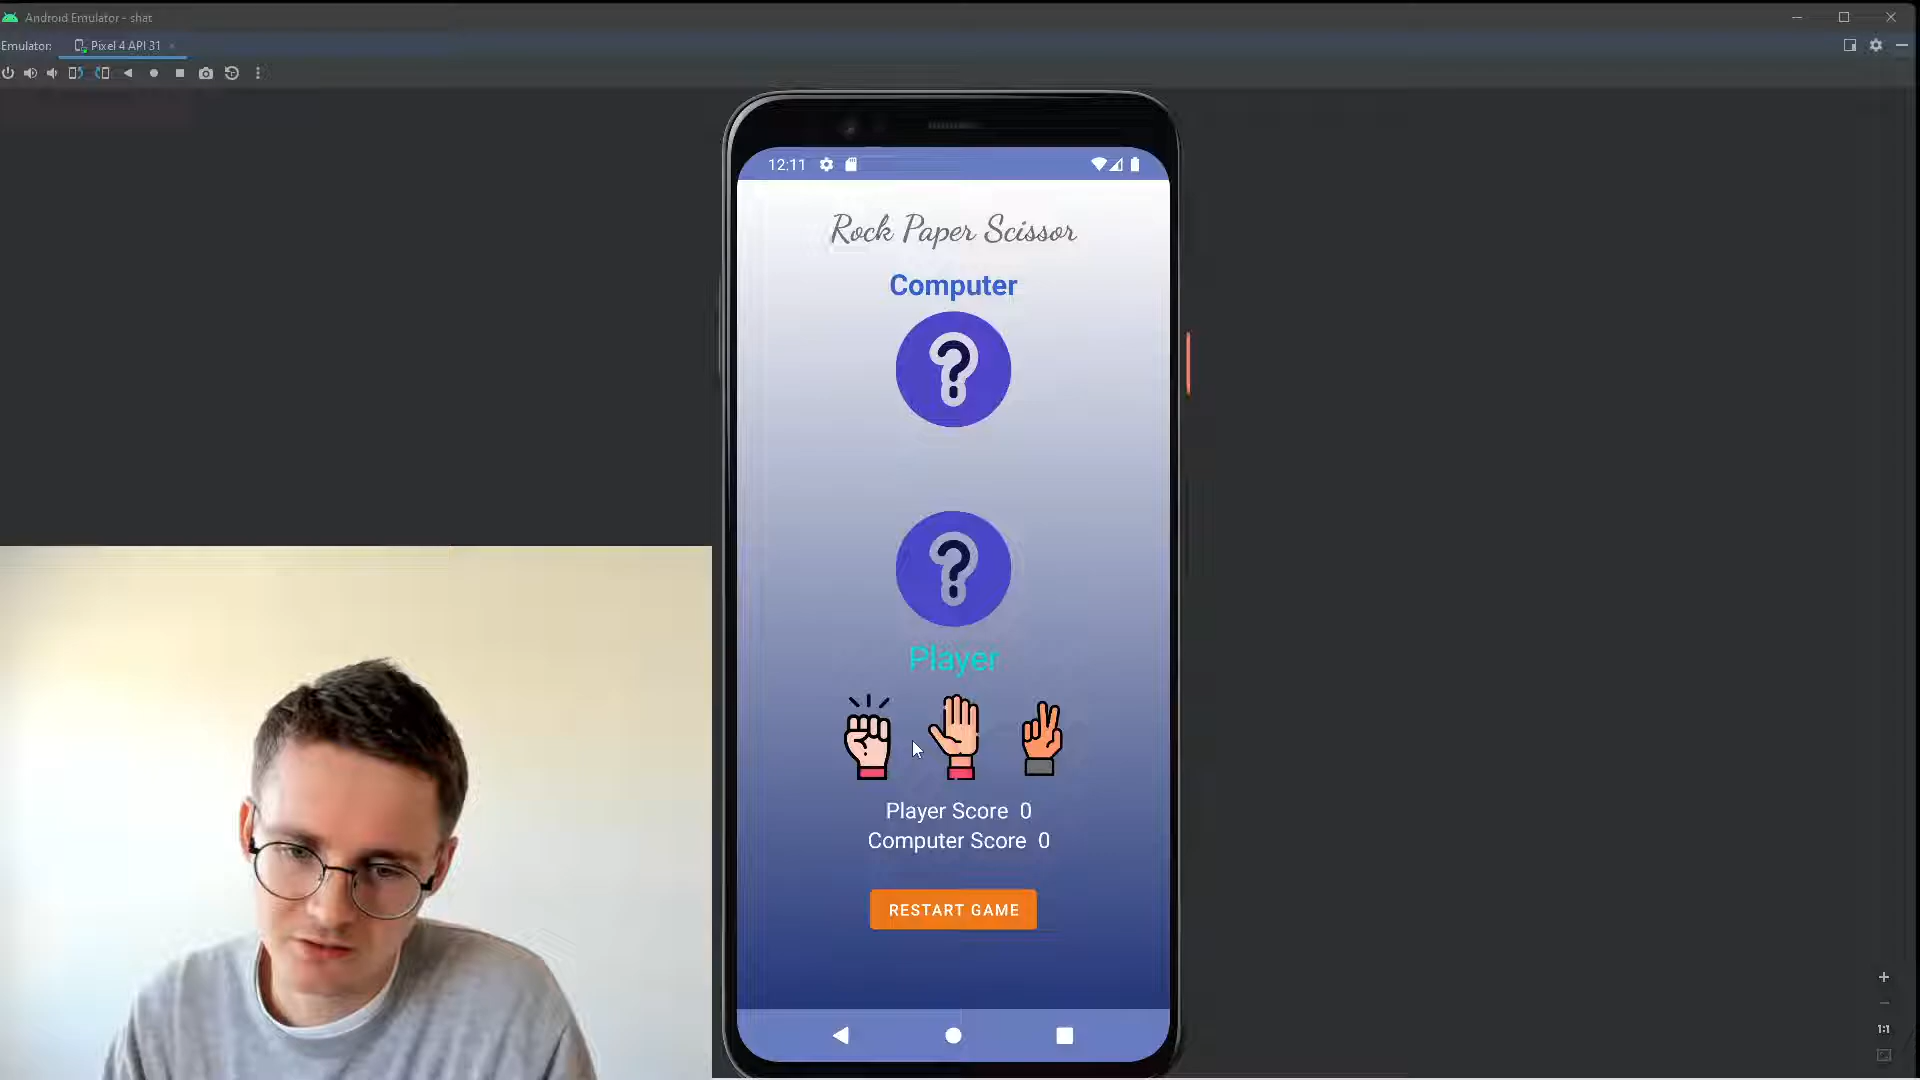 Android Emulator - shat
Emulator: Pixel 4 API 31
12:11
Rock Paper Scissor
Computer
?
?
Player
Player Score 0
Computer Score 0
RESTART GAME
1:1